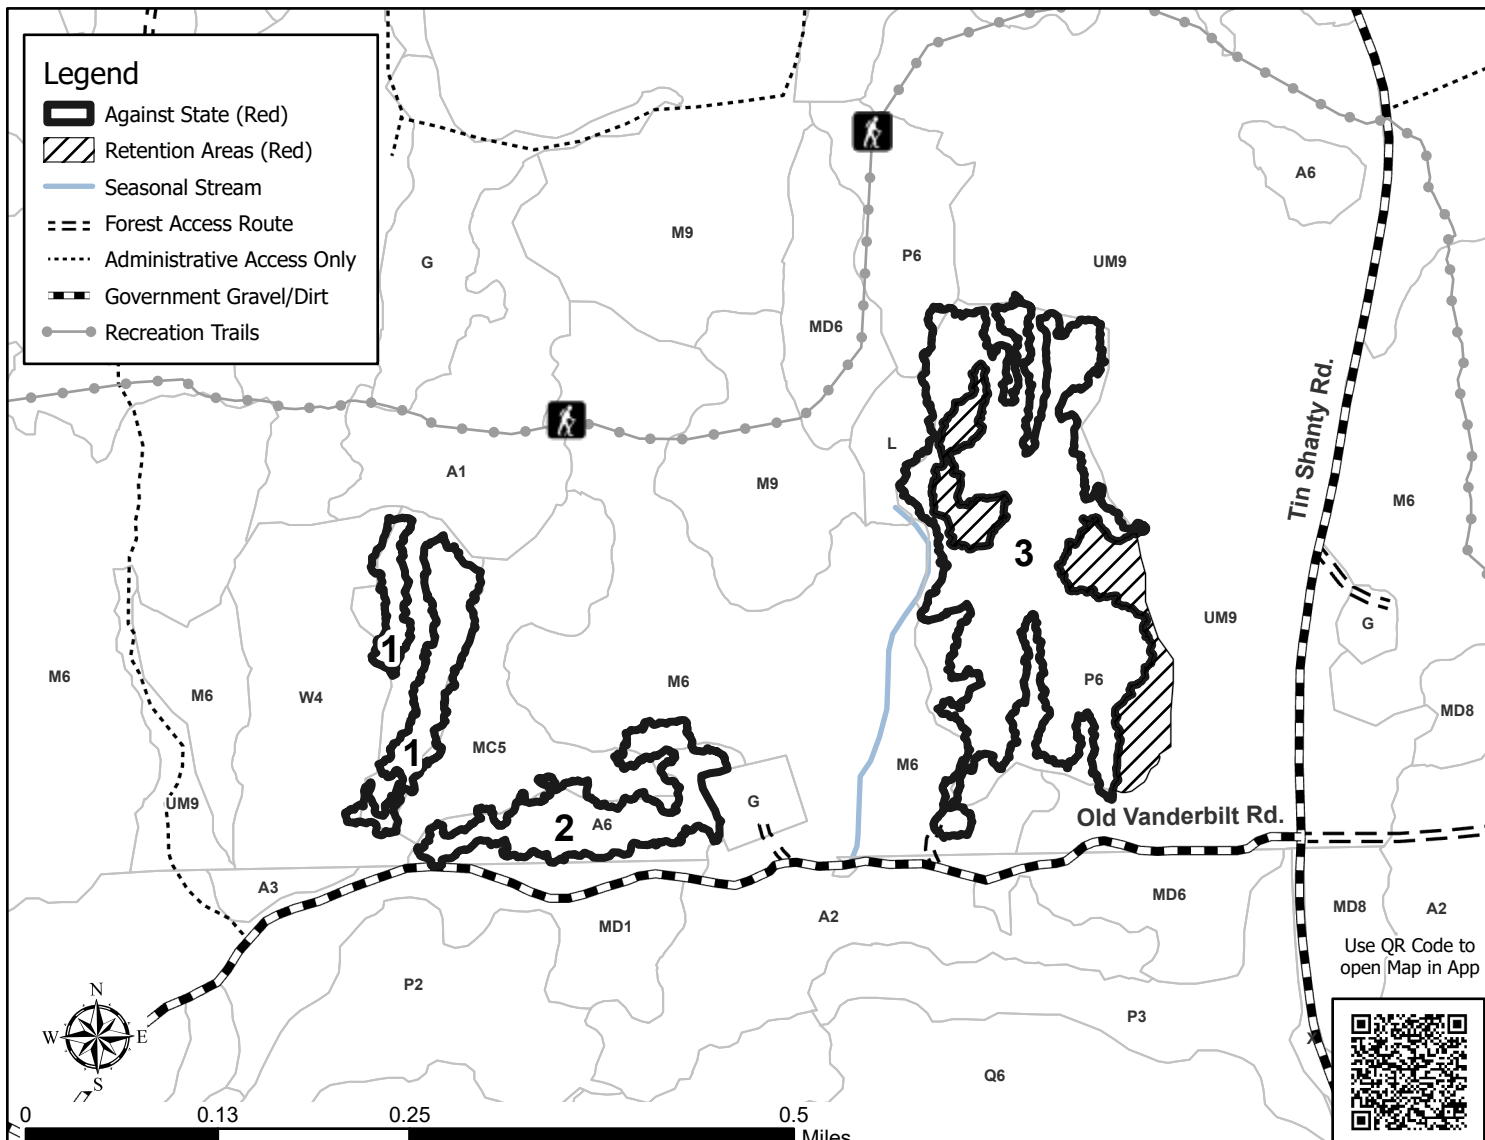 Legend
Against State (Red)
Retention Areas (Red)
Seasonal Stream
Forest Access Route
Administrative Access Only
Government Gravel/Dirt
Recreation Trails
A6
M9
G
P6
UM9
MD6
Tin Shanty Rd.
A1
L
M9
M6
3
1
UM9
G
M6
M6
W4
M6
P6
MD8
1
MC5
M6
UM9
G
2
A6
Old Vanderbilt Rd.
A3
MD6
MD1
A2
MD8
A2
Use QR Code to
open Map in App
P2
N
W
E
S
P3
X
Q6
0
0.13
0.25
0.5
Miles